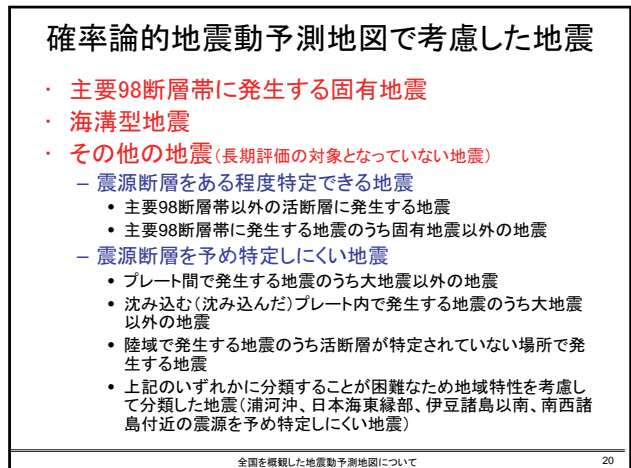 確率論的地震動予測地図で考慮した地震
・ 主要98断層帯に発生する固有地震
・ 海溝型地震
・ その他の地震(長期評価の対象となっていない地震)
– 震源断層をある程度特定できる地震
• 主要98断層帯以外の活断層に発生する地震
• 主要98断層帯に発生する地震のうち固有地震以外の地震
– 震源断層を予め特定しにくい地震
• プレート間で発生する地震のうち大地震以外の地震
• 沈み込む(沈み込んだ)プレート内で発生する地震のうち大地震
以外の地震
• 陸域で発生する地震のうち活断層が特定されていない場所で発
生する地震
• 上記のいずれかに分類することが困難なため地域特性を考慮し
て分類した地震(浦河沖、日本海東縁部、伊豆諸島以南、南西諸
島付近の震源を予め特定しにくい地震)
全国を概観した地震動予測地図について
20